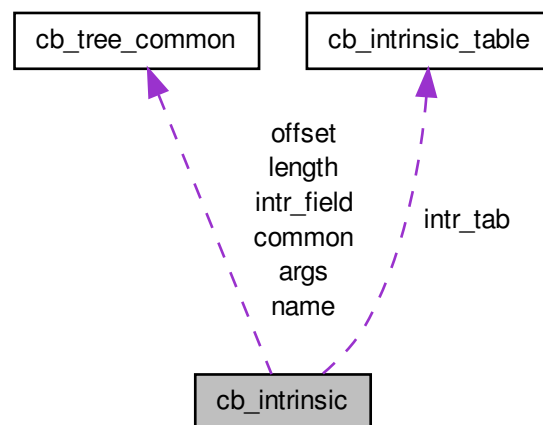 cb_tree_common
cb_intrinsic_table
offset
length
intr_field
common
args
name
intr_tab
cb_intrinsic